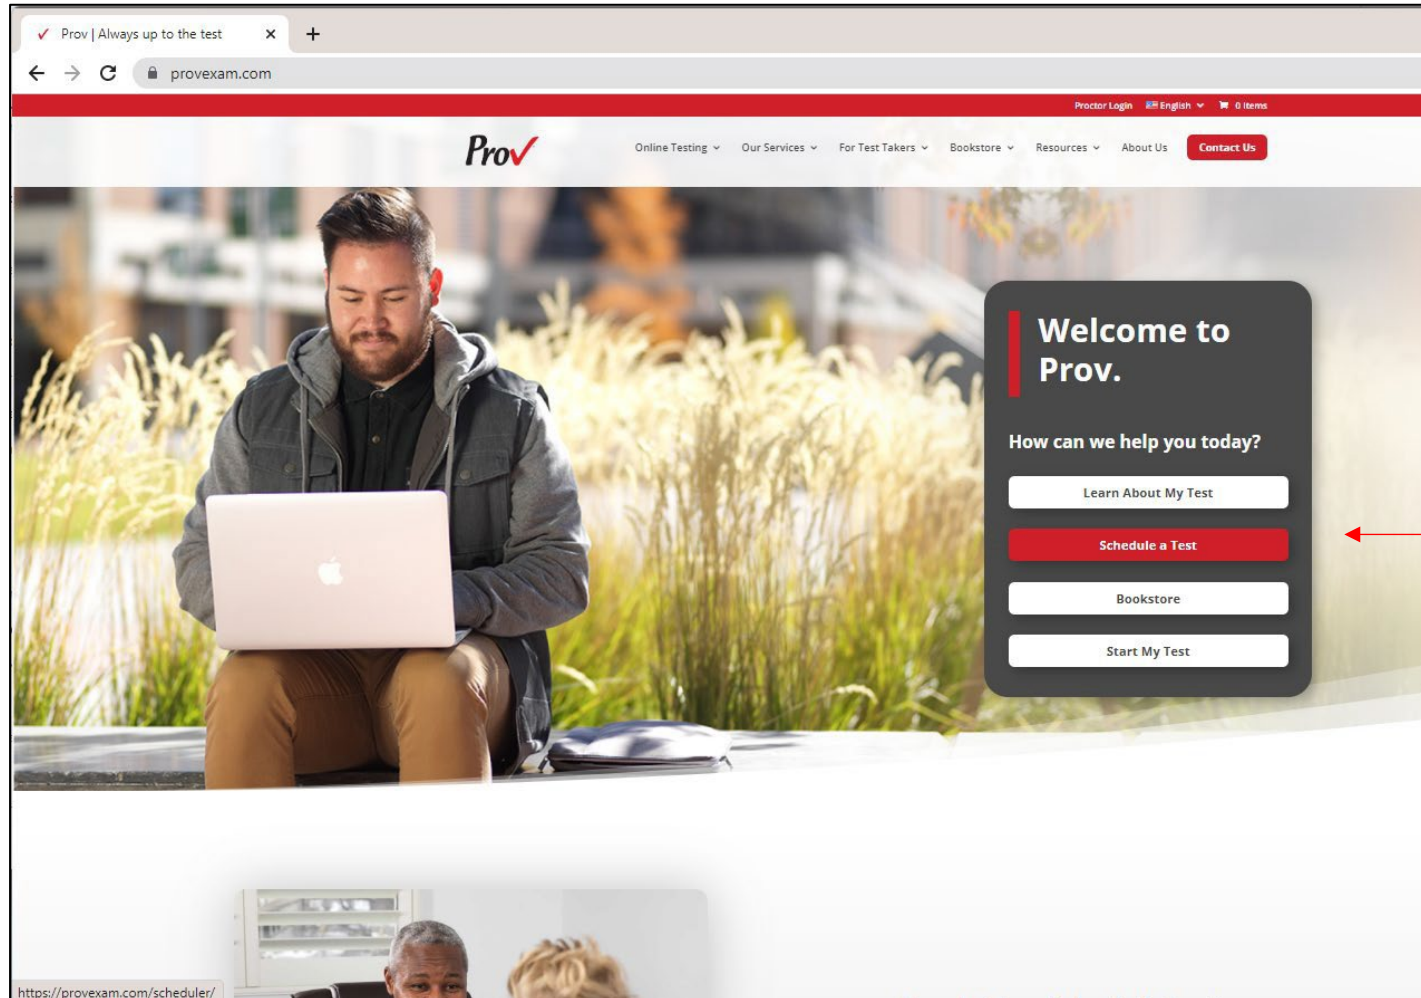 Prov | Always up to the test
provexam.com
Proctor Login English 0 Items
Prov
Online Testing Our Services For Test Takers Bookstore Resources About Us Contact Us
Welcome to
Prov.
How can we help you today?
Learn About My Test
Schedule a Test
Bookstore
Start My Test
https://provexam.com/scheduler/